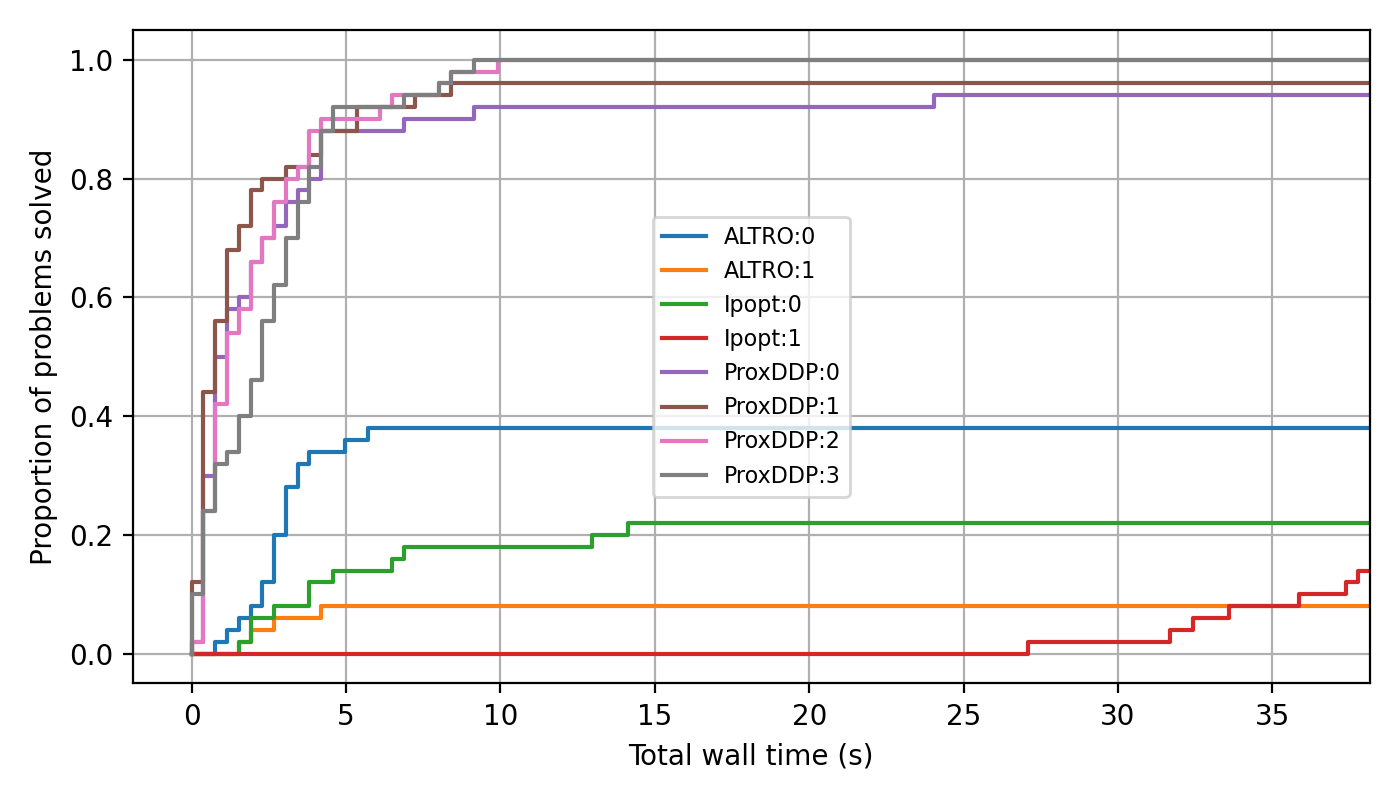 1.0
0.8
0.6
0.4
0.2
0.0
Proportion of problems solved
ALTRO:0
ALTRO:1
Ipopt:0
Ipopt:1
ProxDDP:0
ProxDDP:1
ProxDDP:2
ProxDDP:3
0 5 10 15 20 25 30 35
Total wall time (s)